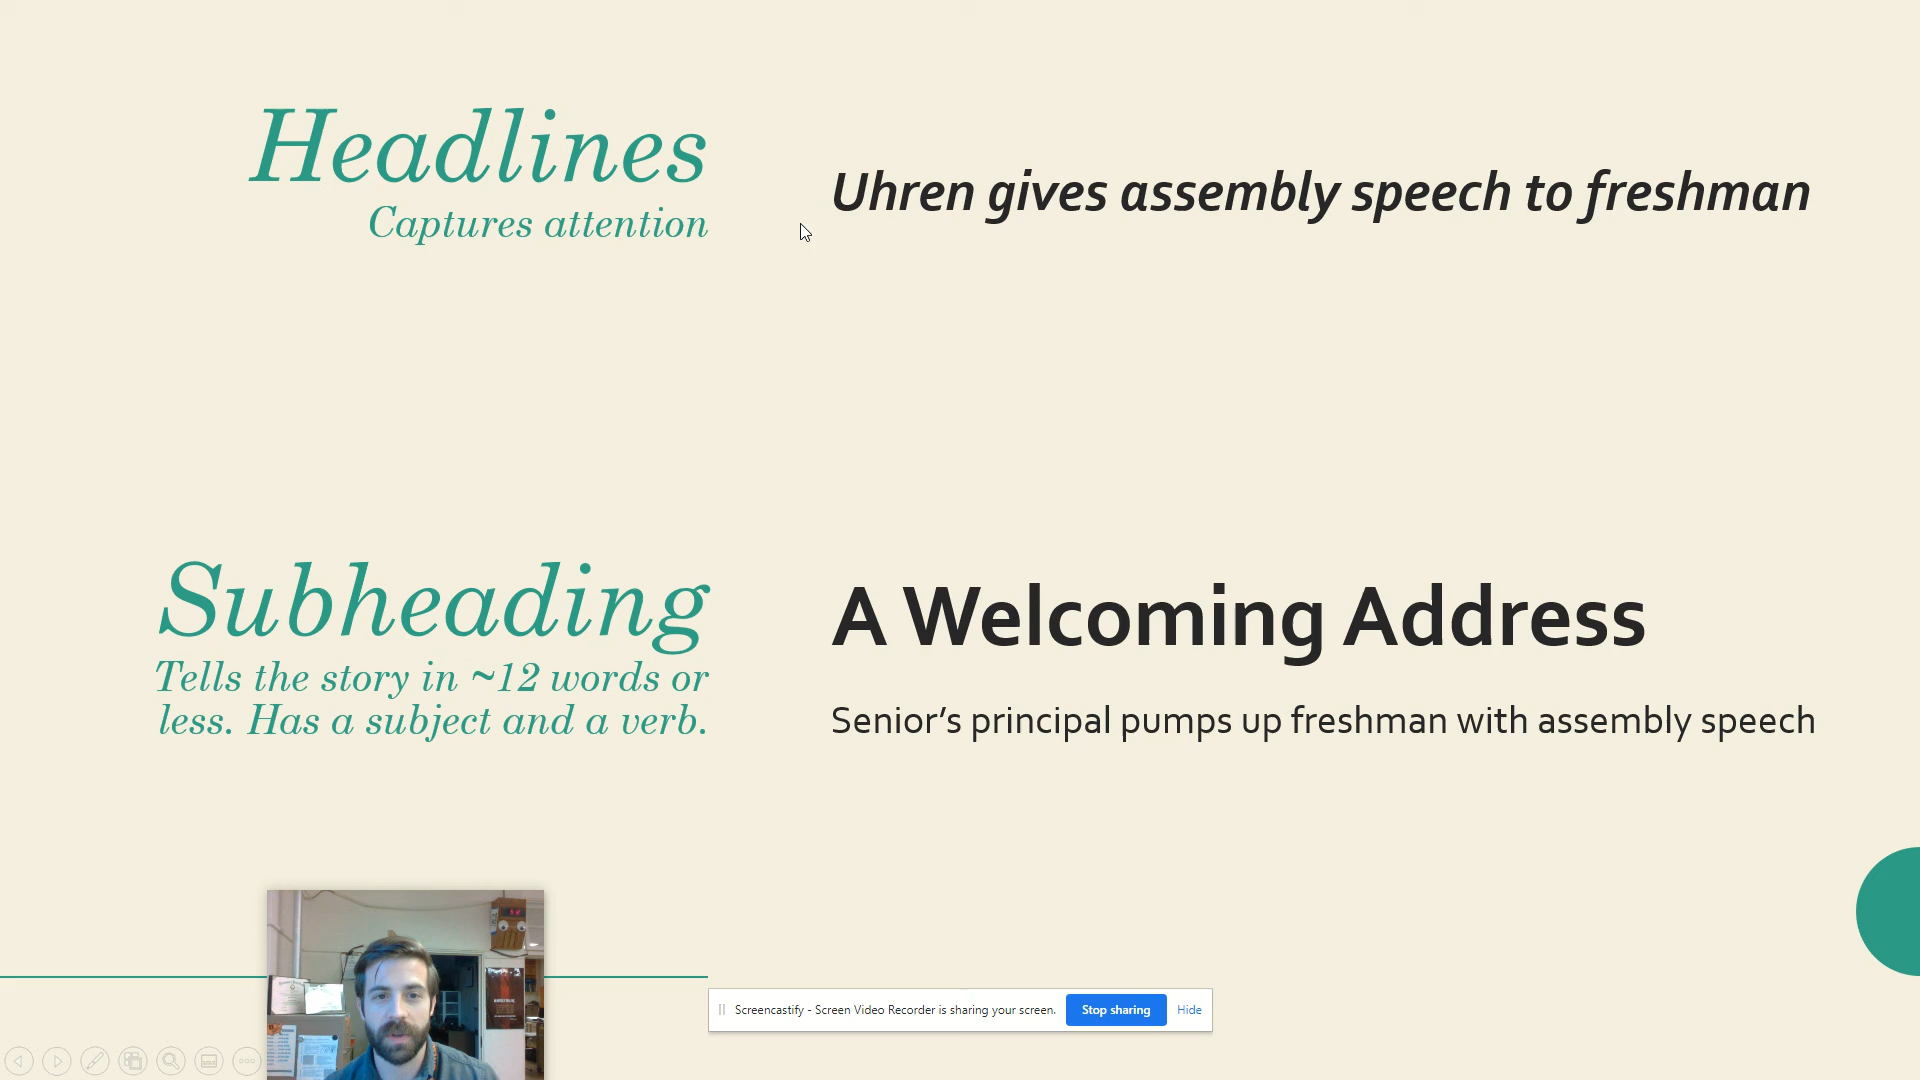 Headlines
Captures attention
Uhren gives assembly speech to freshman
Subheading
Tells the story in ~12 words or
less. Has a subject and a verb.
A Welcoming Address
Senior’s principal pumps up freshman with assembly speech
Screencastify - Screen Video Recorder is sharing your screen.
Stop sharing
Hide